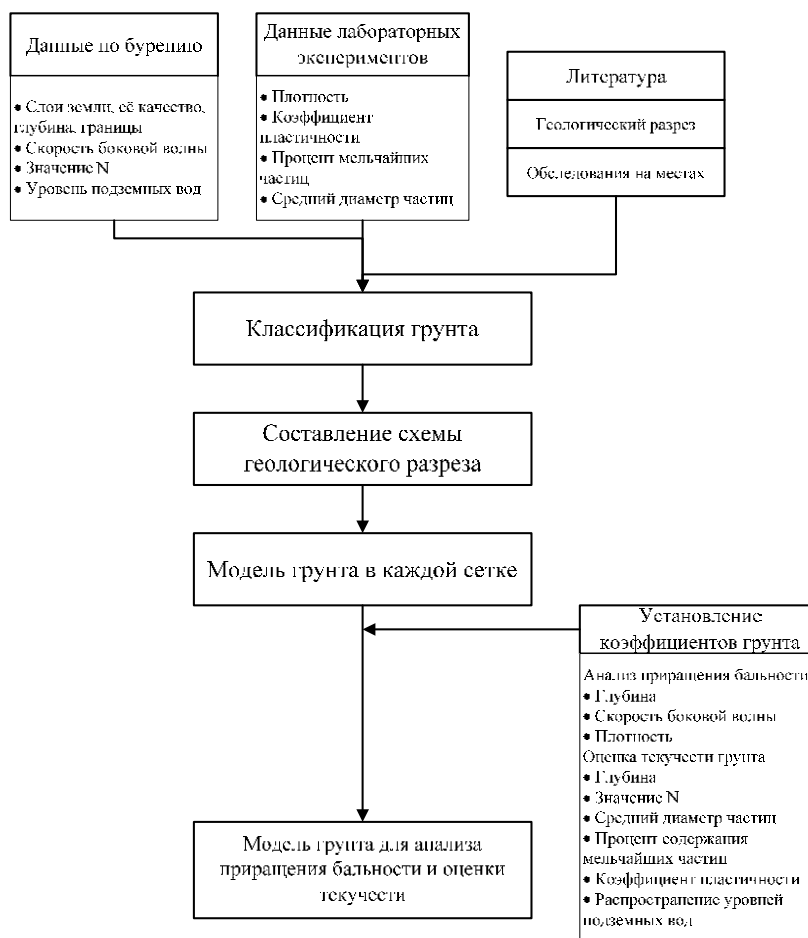 Данные по бурению
• Слои земли, её качество,
глубина, границы
• Скорость боковой волны
• Значение N
• Уровень подземных вод
Данные лабораторных
экспериментов
• Плотность
• Коэффициент
пластичности
• Процент мельчайших
частиц
• Средний диаметр частиц
Литература
Геологический разрез
Обследования на местах
Классификация грунта
Составление схемы
геологического разреза
Модель грунта в каждой сетке
Установление
коэффициентов грунта
Анализ приращения бальности
• Глубина
• Скорость боковой волны
• Плотность
Оценка текучести грунта
• Глубина
• Значение N
• Средний диаметр частиц
• Процент содержания
мельчайших частиц
• Коэффициент пластичности
• Распространение уровней
подземных вод
Модель грунта для анализа
приращения бальности и оценки
текучести